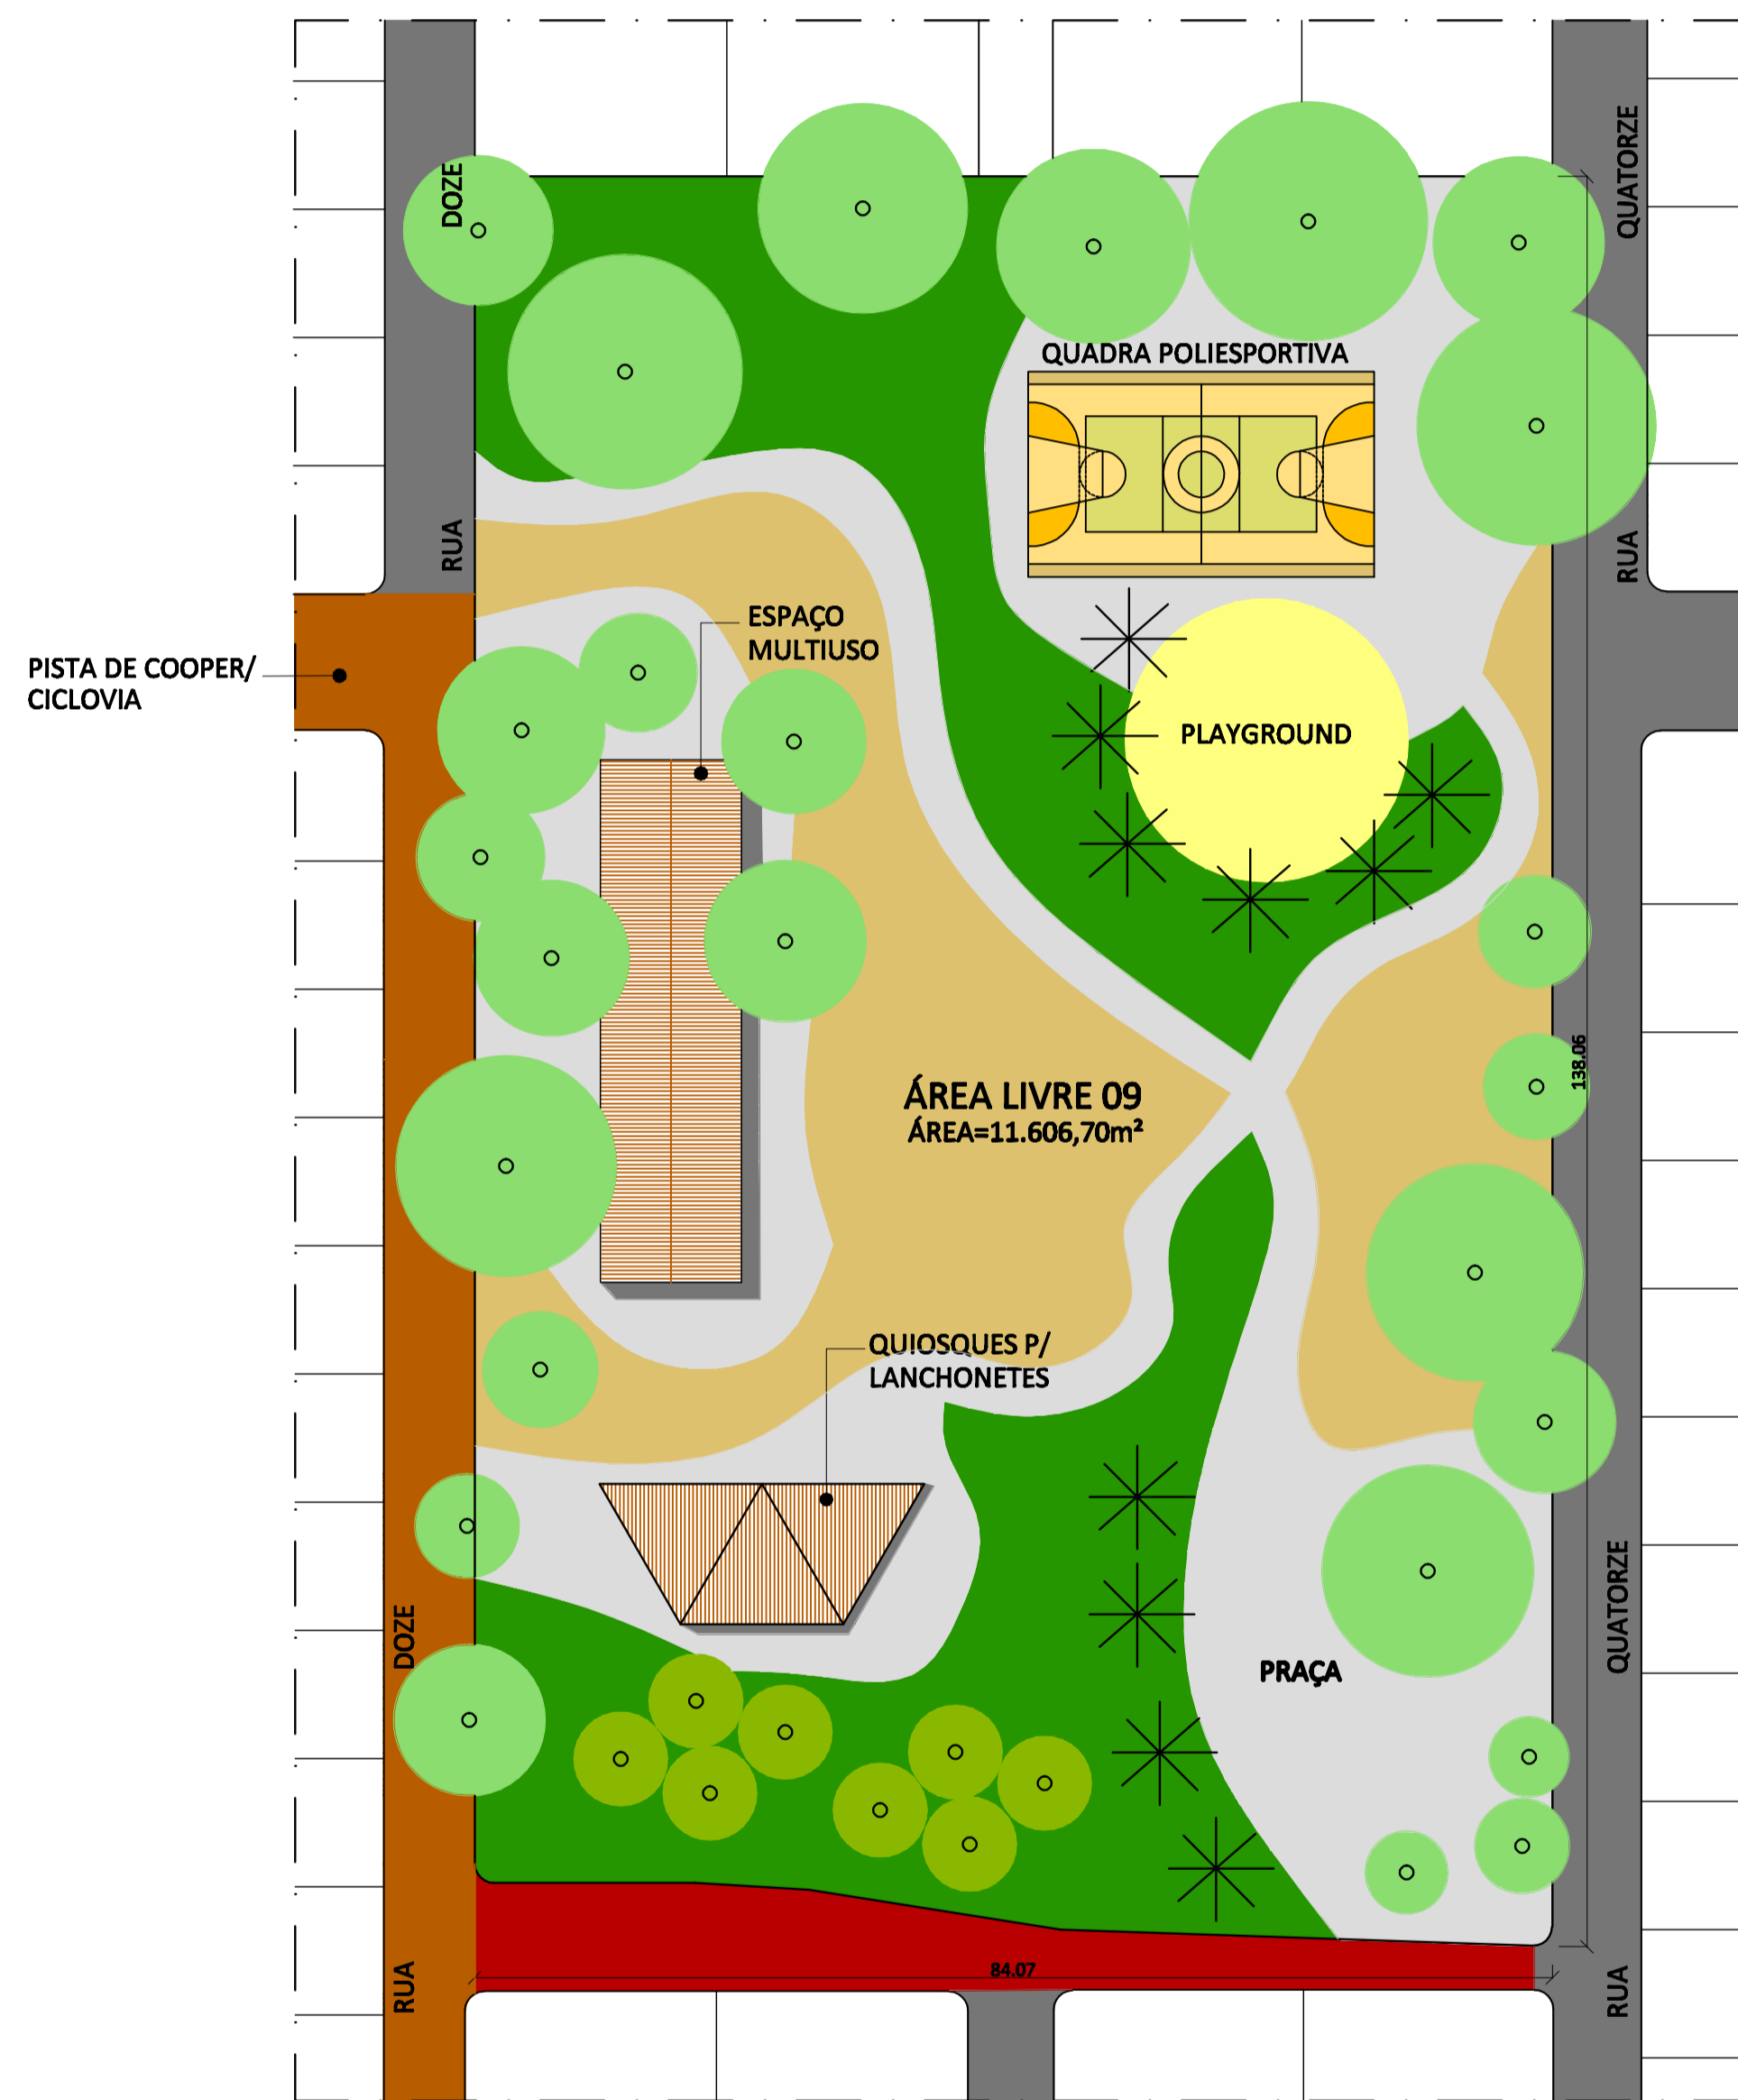 DOZE
QUATORZE
QUADRA POLIESPORTIVA
RUA
RUA
ESPAÇO
MULTIUSO
PISTA DE COOPER/
CICLOVIA
PLAYGROUND
138.06
ÁREA LIVRE 09
ÁREA=11.606,70m²
QUIOSQUES P/
LANCHONETES
DOZE
QUATORZE
PRAÇA
RUA
RUA
84.07